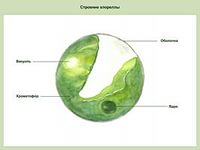 Строение хлореллы
Оболочка
Вакуоль
Хроматофор
Ядро